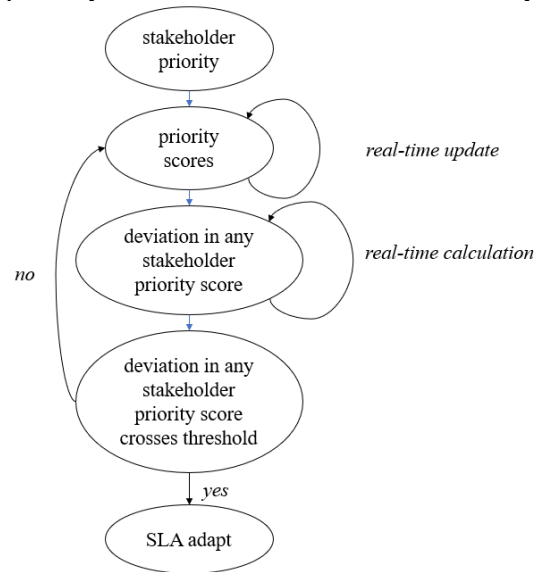 stakeholder
priority
priority
scores
real-time update
deviation in any
stakeholder
priority score
real-time calculation
no
deviation in any
stakeholder
priority score
crosses threshold
yes
SLA adapt